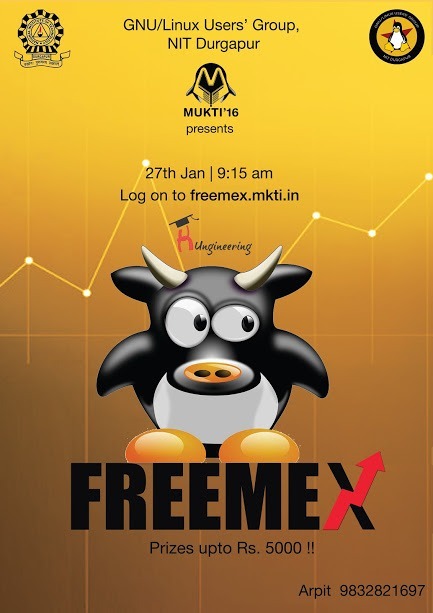 GNU/Linux Users' Group,
NIT Durgapur
MUKTI'16
presents
27th Jan | 9:15 am
Log on to freemex.mkti.in
Ungineering
FREEMEX
Prizes upto Rs. 5000 !!
Arpit 9832821697